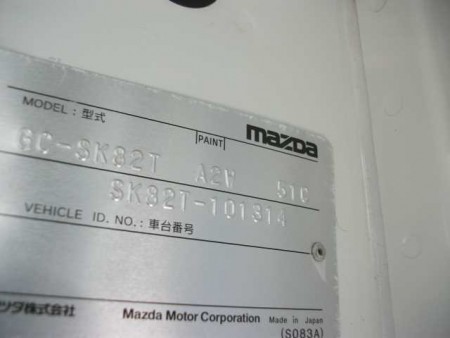 mazda
MODEL : 型式 PAINT
GC-SK82T A2W 51C
SK82T-101314
VEHICLE ID. NO. : 車台番号
ツダ株式会社 Mazda Motor Corporation Made in Japan
(S083A)